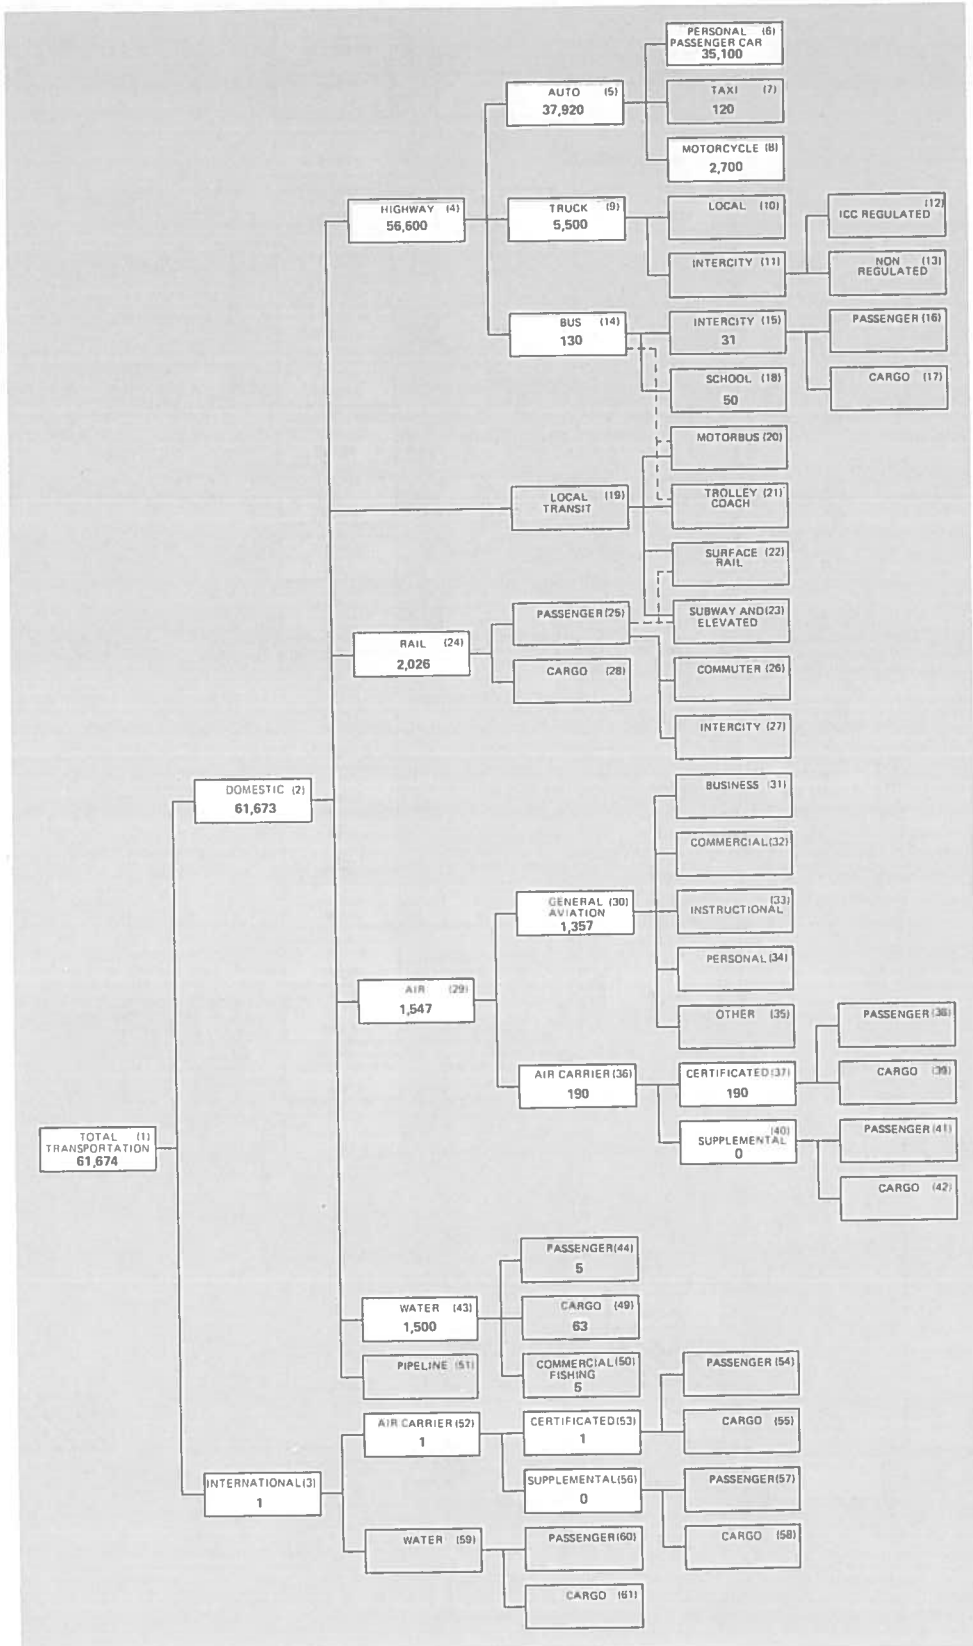 PERSONAL (6)
PASSENGER CAR
35,100
AUTO (5)
37,920
TAXI (7)
120
MOTORCYCLE (8)
2,700
HIGHWAY (4)
56,600
TRUCK (9)
5,500
LOCAL (10)
(12)
ICC REGULATED
INTERCITY (11)
NON (13)
REGULATED
BUS (14)
130
INTERCITY (15)
31
PASSENGER (16)
SCHOOL (18)
50
CARGO (17)
MOTORBUS (20)
LOCAL (19)
TRANSIT
TROLLEY (21)
COACH
SURFACE (22)
RAIL
PASSENGER (25)
SUBWAY AND (23)
ELEVATED
RAIL (24)
2,026
CARGO (28)
COMMUTER (26)
INTERCITY (27)
DOMESTIC (2)
61,673
BUSINESS (31)
COMMERCIAL (32)
GENERAL (30)
AVIATION
1,357
(33)
INSTRUCTIONAL
PERSONAL (34)
AIR (29)
1,547
OTHER (35)
PASSENGER (38)
AIR CARRIER (36)
190
CERTIFICATED (37)
190
CARGO (39)
TOTAL (1)
TRANSPORTATION
61,674
(40)
SUPPLEMENTAL
0
PASSENGER (41)
CARGO (42)
PASSENGER (44)
5
WATER (43)
1,500
CARGO (49)
63
PIPELINE (51)
COMMERCIAL (50)
FISHING
5
PASSENGER (54)
AIR CARRIER (52)
1
CERTIFICATED (53)
1
CARGO (55)
INTERNATIONAL (3)
1
SUPPLEMENTAL (56)
0
PASSENGER (57)
WATER (59)
PASSENGER (60)
CARGO (58)
CARGO (61)